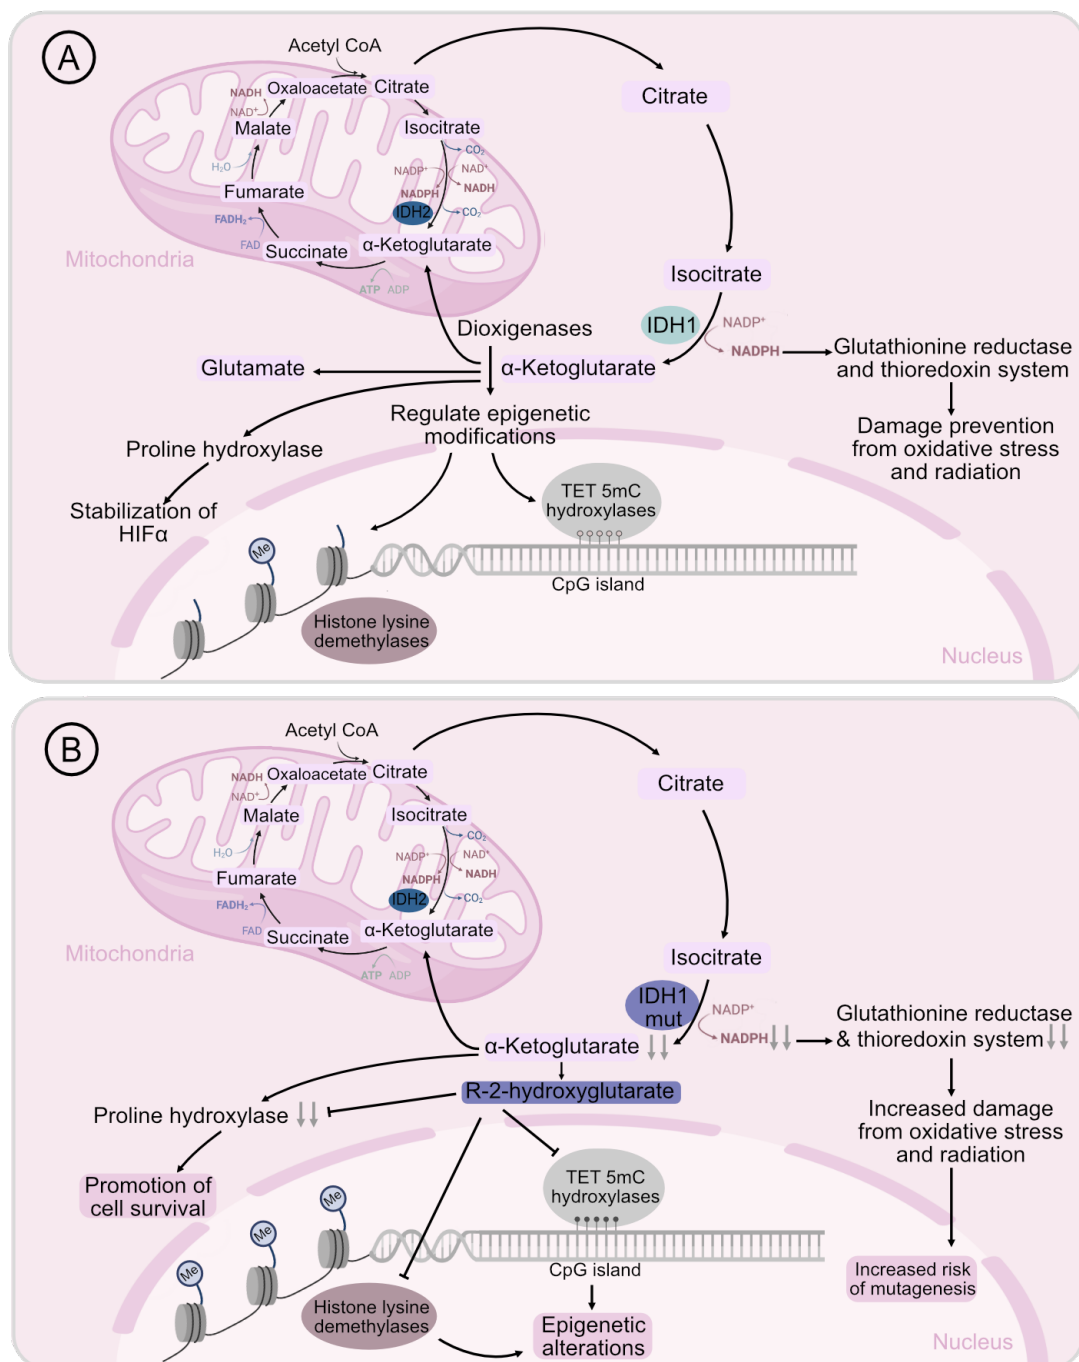 A
Acetyl CoA
Oxaloacetate
Citrate
Citrate
NADH
NAD⁺
Malate
Isocitrate
CO₂
H₂O
NADP⁺
NAD⁺
NADPH
NADH
Fumarate
IDH2
CO₂
FADH₂
FAD
Succinate
α-Ketoglutarate
Mitochondria
ATP
ADP
Isocitrate
IDH1
NADP⁺
NADPH
Dioxigenases
Glutathionine reductase
and thioredoxin system
Glutamate
α-Ketoglutarate
Regulate epigenetic
modifications
Damage prevention
from oxidative stress
and radiation
Proline hydroxylase
Stabilization of
HIFα
TET 5mC
hydroxylases
Me
CpG island
Histone lysine
demethylases
Nucleus
B
Acetyl CoA
Oxaloacetate
Citrate
Citrate
NADH
NAD⁺
Malate
Isocitrate
CO₂
H₂O
NADP⁺
NAD⁺
NADPH
NADH
Fumarate
IDH2
CO₂
FADH₂
FAD
Succinate
α-Ketoglutarate
Mitochondria
ATP
ADP
Isocitrate
IDH1
mut
NADP⁺
NADPH
Glutathionine reductase
& thioredoxin system
α-Ketoglutarate
R-2-hydroxyglutarate
Proline hydroxylase
Increased damage
from oxidative stress
and radiation
Promotion of
cell survival
TET 5mC
hydroxylases
Me
Me
Me
CpG island
Increased risk
of mutagenesis
Histone lysine
demethylases
Epigenetic
alterations
Nucleus